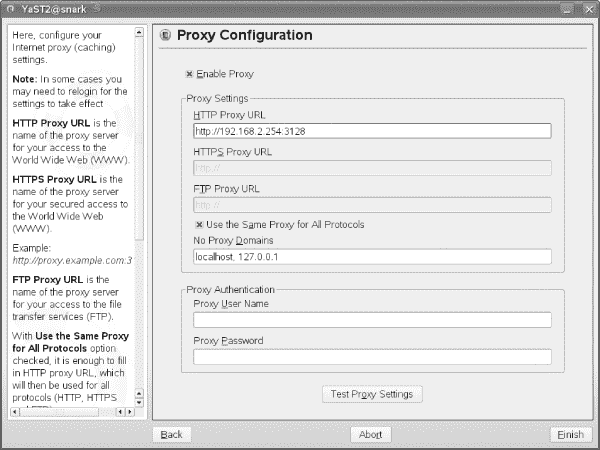 YaST2@snark
Here, configure your
Internet proxy (caching)
settings.
Note: In some cases you
may need to relogin for the
settings to take effect
HTTP Proxy URL is the
name of the proxy server
for your access to the
World Wide Web (WWW).
HTTPS Proxy URL is the
name of the proxy server
for your secured access to
the World Wide Web
(WWW).
Example:
http://proxy.example.com:3
FTP Proxy URL is the
name of the proxy server
for your access to the file
transfer services (FTP).
With Use the Same Proxy
for All Protocols option
checked, it is enough to fill
in HTTP proxy URL, which
will then be used for all
protocols (HTTP, HTTPS
Proxy Configuration
Enable Proxy
Proxy Settings
HTTP Proxy URL
http://192.168.2.254:3128
HTTPS Proxy URL
http://
FTP Proxy URL
http://
Use the Same Proxy for All Protocols
No Proxy Domains
localhost, 127.0.0.1
Proxy Authentication
Proxy User Name
Proxy Password
Test Proxy Settings
Back
Abort
Finish